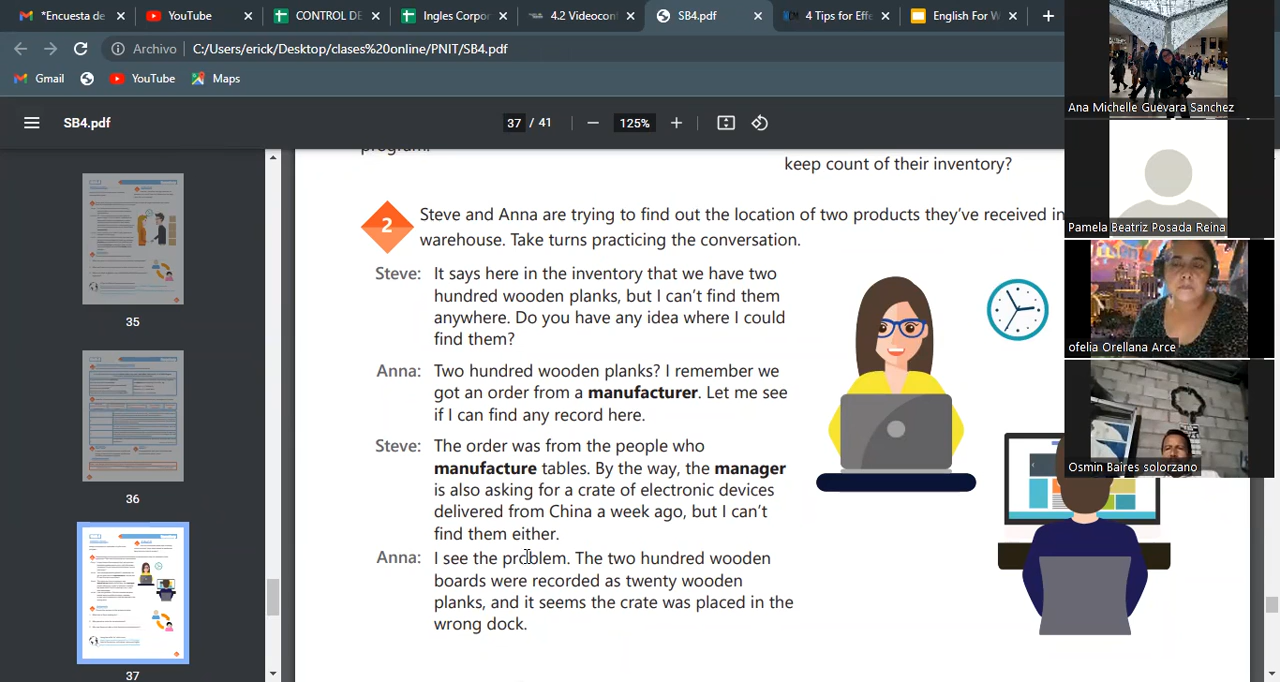 *Encuesta de
YouTube
CONTROL DE
Ingles Corpor
4.2 Videocont
SB4.pdf
4 Tips for Effe
English For W
Archivo
C:/Users/erick/Desktop/clases%20online/PNIT/SB4.pdf
Gmail
YouTube
Maps
SB4.pdf
37 / 41
125%
35
36
37
program.
keep count of their inventory?
2
Steve and Anna are trying to find out the location of two products they've received in
warehouse. Take turns practicing the conversation.
Steve: It says here in the inventory that we have two
hundred wooden planks, but I can't find them
anywhere. Do you have any idea where I could
find them?
Anna: Two hundred wooden planks? I remember we
got an order from a manufacturer. Let me see
if I can find any record here.
Steve: The order was from the people who
manufacture tables. By the way, the manager
is also asking for a crate of electronic devices
delivered from China a week ago, but I can't
find them either.
Anna: I see the problem. The two hundred wooden
boards were recorded as twenty wooden
planks, and it seems the crate was placed in the
wrong dock.
Ana Michelle Guevara Sanchez
Pamela Beatriz Posada Reina
ofelia Orellana Arce
Osmin Baires solorzano